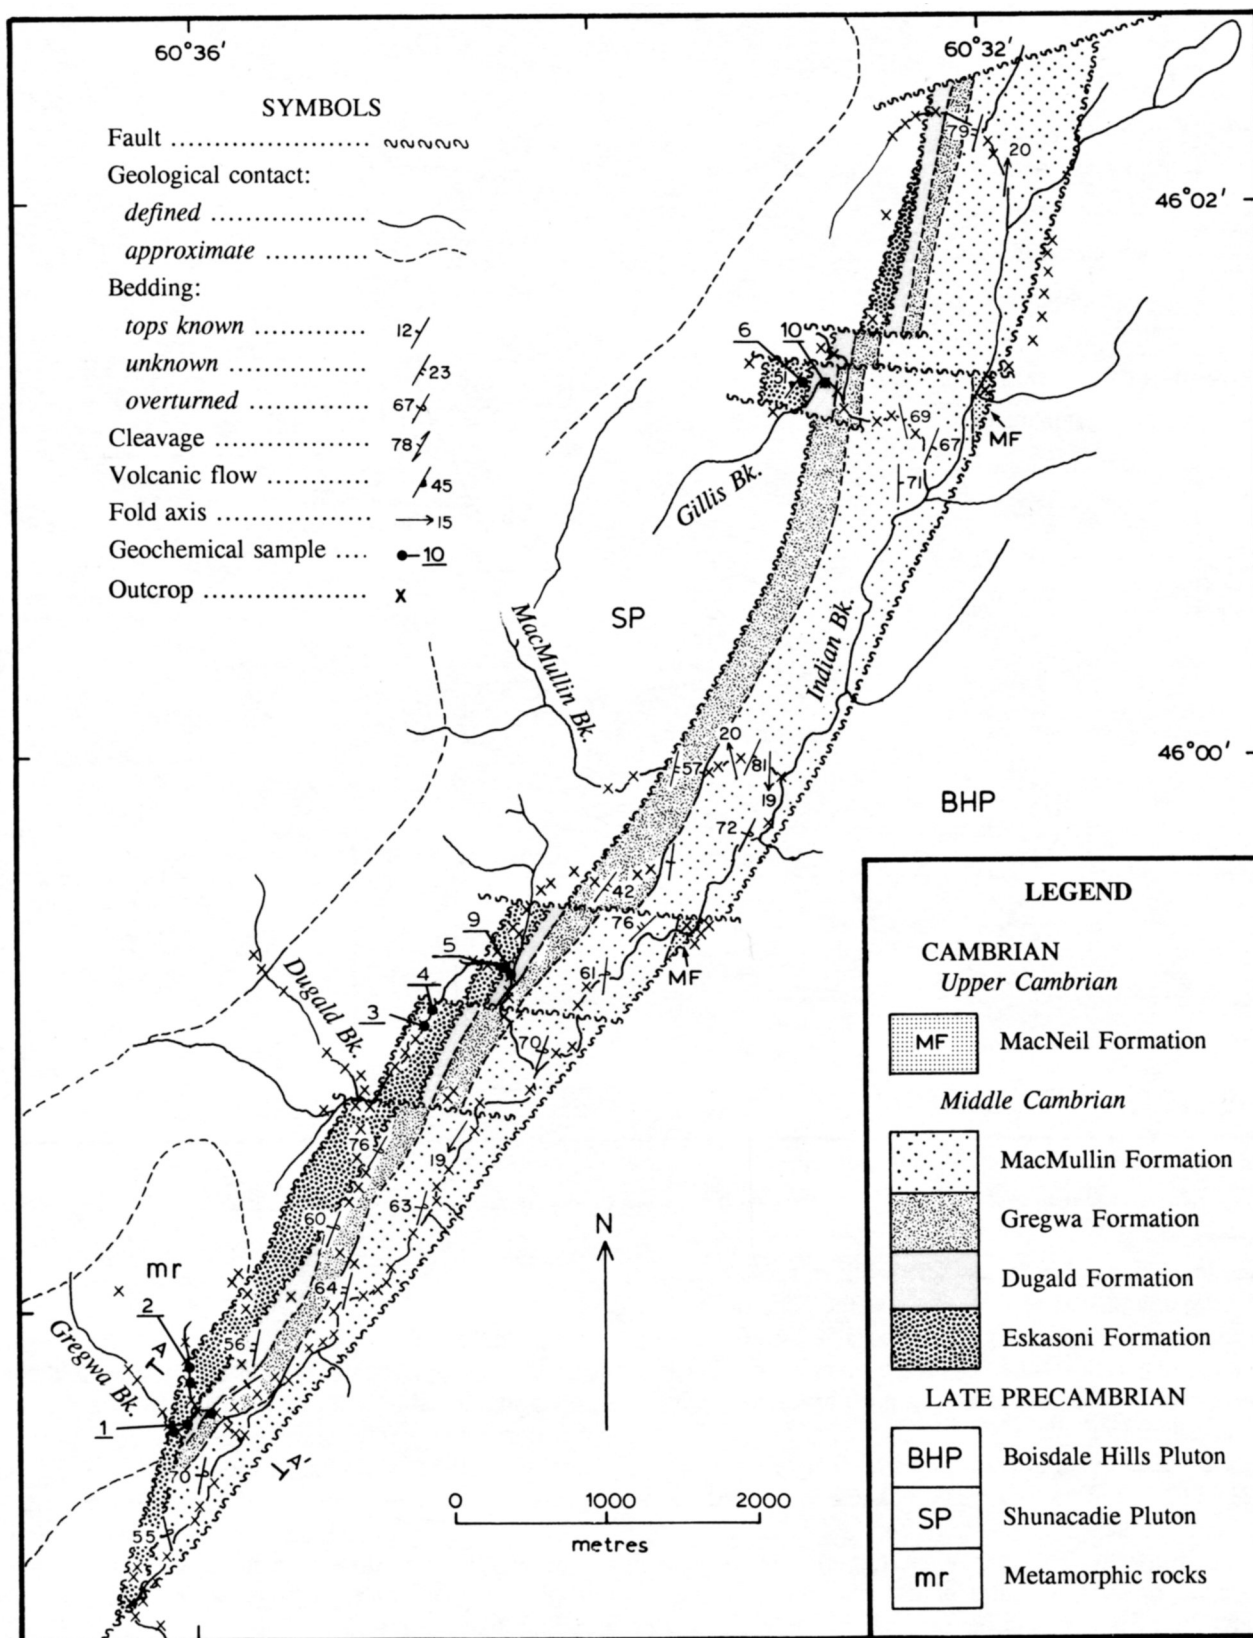 60°36′
60°32′
46°02′
46°00′
SYMBOLS
Fault ......................
Geological contact:
defined ..................
approximate ............
Bedding:
tops known ............. 12
unknown ................ 23
overturned .............. 67
Cleavage .................. 78
Volcanic flow ............ 45
Fold axis ................. 15
Geochemical sample .... 10
Outcrop ................... x
79
20
6
10
51
69
67
71
MF
Gillis Bk.
MacMullin Bk.
SP
Indian Bk.
20
57
81
19
72
BHP
42
9
76
5
61
MF
4
3
Dugald Bk.
70
76
19
60
63
64
mr
2
56
A
Gregwa Bk.
1
A'
70
55
N
0 1000 2000
metres
LEGEND
CAMBRIAN
Upper Cambrian
MF MacNeil Formation
Middle Cambrian
MacMullin Formation
Gregwa Formation
Dugald Formation
Eskasoni Formation
LATE PRECAMBRIAN
BHP Boisdale Hills Pluton
SP Shunacadie Pluton
mr Metamorphic rocks